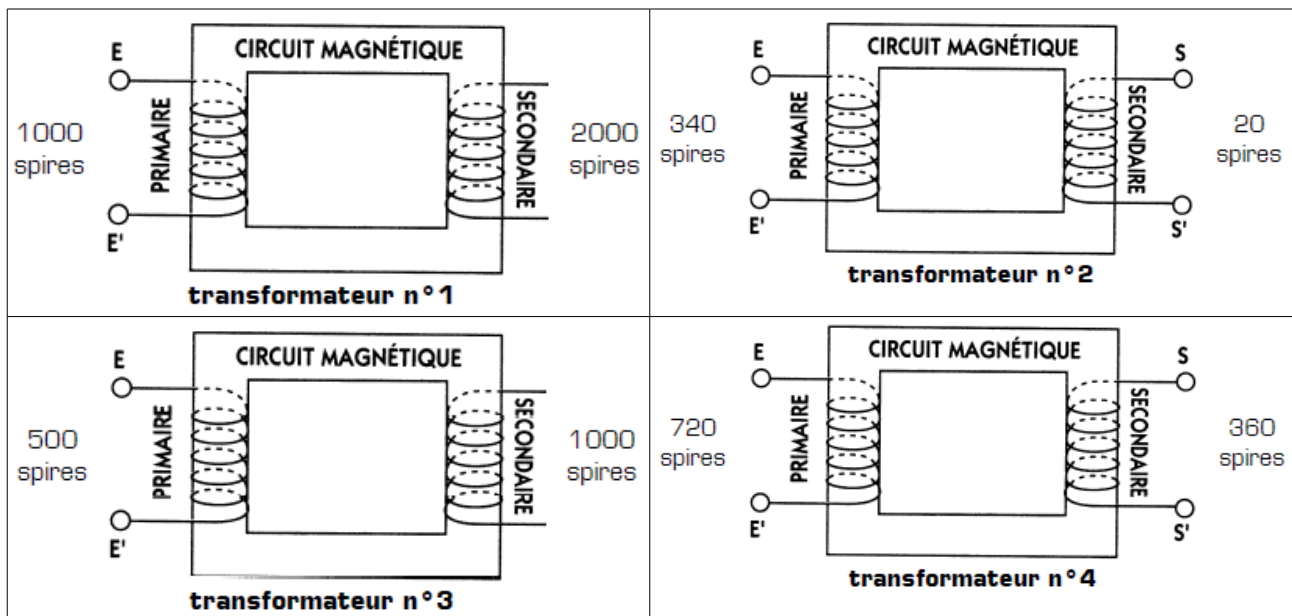 CIRCUIT MAGNÉTIQUE
E
PRIMAIRE
1000
spires
SECONDAIRE
2000
spires
E'
transformateur n°1
CIRCUIT MAGNÉTIQUE
E
S
340
spires
PRIMAIRE
SECONDAIRE
20
spires
E'
S'
transformateur n°2
CIRCUIT MAGNÉTIQUE
E
500
spires
PRIMAIRE
SECONDAIRE
1000
spires
E'
transformateur n°3
CIRCUIT MAGNÉTIQUE
E
S
720
spires
PRIMAIRE
SECONDAIRE
360
spires
E'
S'
transformateur n°4